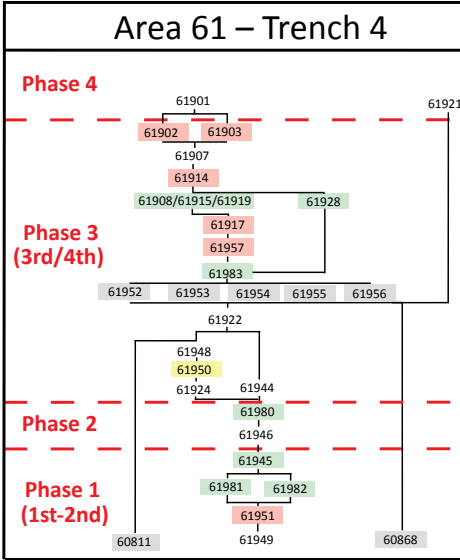 Area 61 – Trench 4
Phase 4
61901
61921
61902 61903
61907
61914
61908/61915/61919 61928
61917
Phase 3
(3rd/4th)
61957
61983
61952 61953 61954 61955 61956
61922
61948
61950
61924 61944
61980
Phase 2
61946
61945
61981 61982
Phase 1
(1st-2nd)
61951
60811 61949 60868